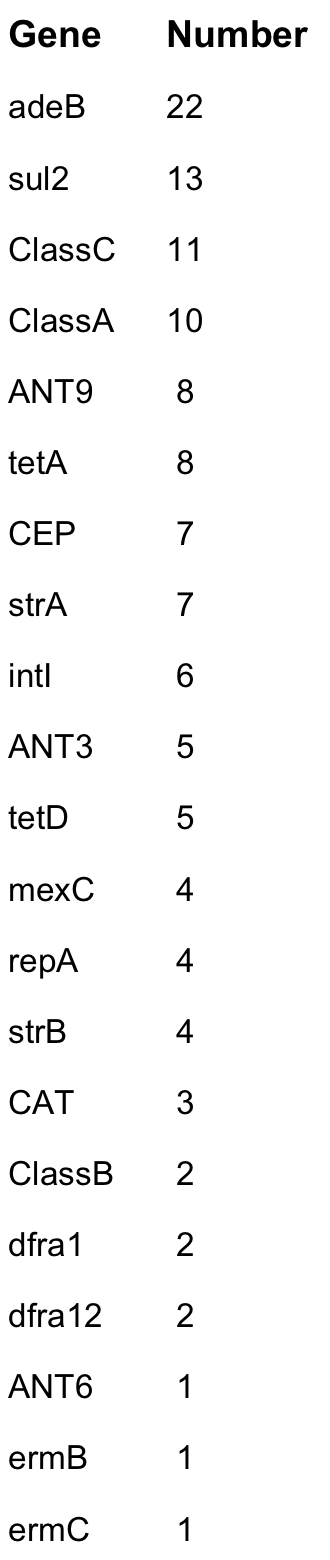 Gene Number
adeB 22
sul2 13
ClassC 11
ClassA 10
ANT9 8
tetA 8
CEP 7
strA 7
intI 6
ANT3 5
tetD 5
mexC 4
repA 4
strB 4
CAT 3
ClassB 2
dfra1 2
dfra12 2
ANT6 1
ermB 1
ermC 1